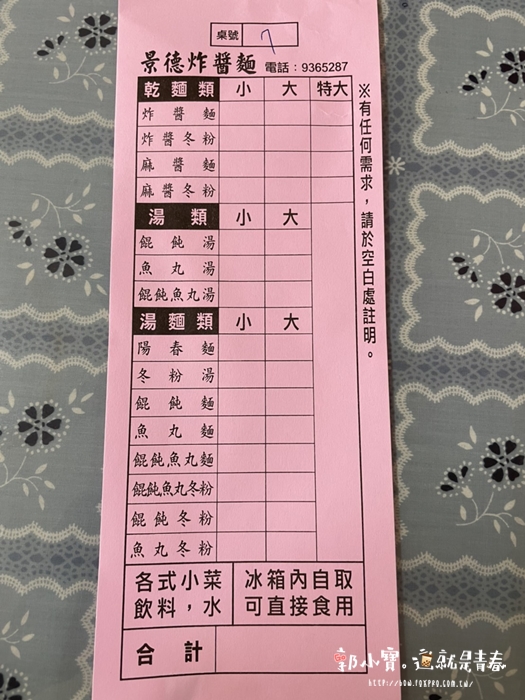 桌號 7
景德炸醬麵 電話：9365287
乾麵類 小 大 特大
炸醬麵
炸醬冬粉
麻醬麵
麻醬冬粉
湯類 小 大
餛飩湯
魚丸湯
餛飩魚丸湯
湯麵類 小 大
陽春麵
冬粉湯
餛飩麵
魚丸麵
餛飩魚丸麵
餛飩魚丸冬粉
餛飩冬粉
魚丸冬粉
※有任何需求，請於空白處註明。
各式小菜
飲料，水
冰箱內自取
可直接食用
合計
郭小寶。這就是青春
http://bow.foxpro.com.tw/